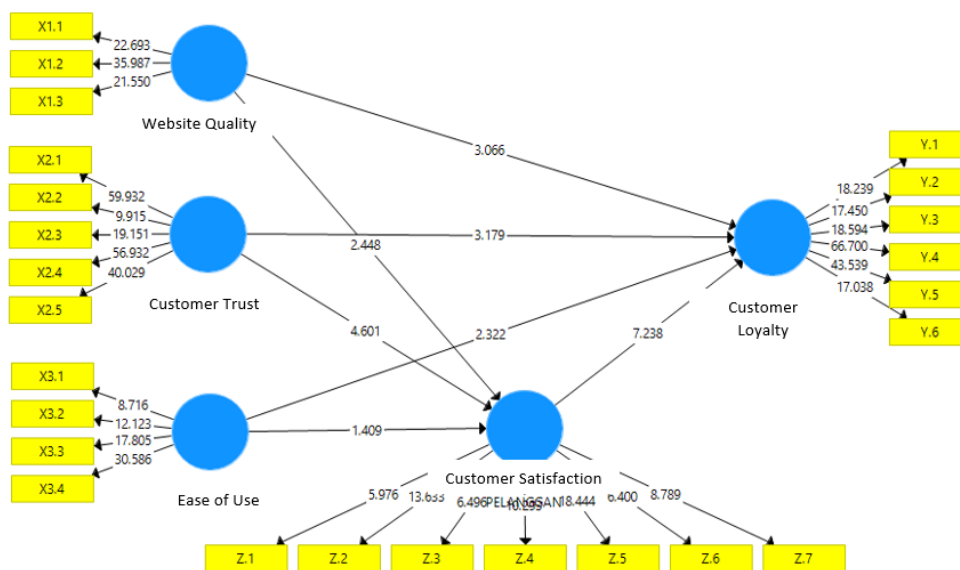 X1.1
22.693
X1.2
35.987
X1.3
21.550
Website Quality
3.066
X2.1
59.932
X2.2
9.915
X2.3
19.151
X2.4
56.932
X2.5
40.029
Customer Trust
2.448
3.179
4.601
Y.1
18.239
Y.2
17.450
Y.3
18.594
Y.4
66.700
Y.5
43.539
Y.6
17.038
Customer
Loyalty
2.322
7.238
X3.1
8.716
X3.2
12.123
X3.3
17.805
X3.4
30.586
Ease of Use
1.409
Customer Satisfaction
PELANGGAN
5.976
13.633
6.496
18.444
6.400
8.789
Z.1
Z.2
Z.3
Z.4
Z.5
Z.6
Z.7